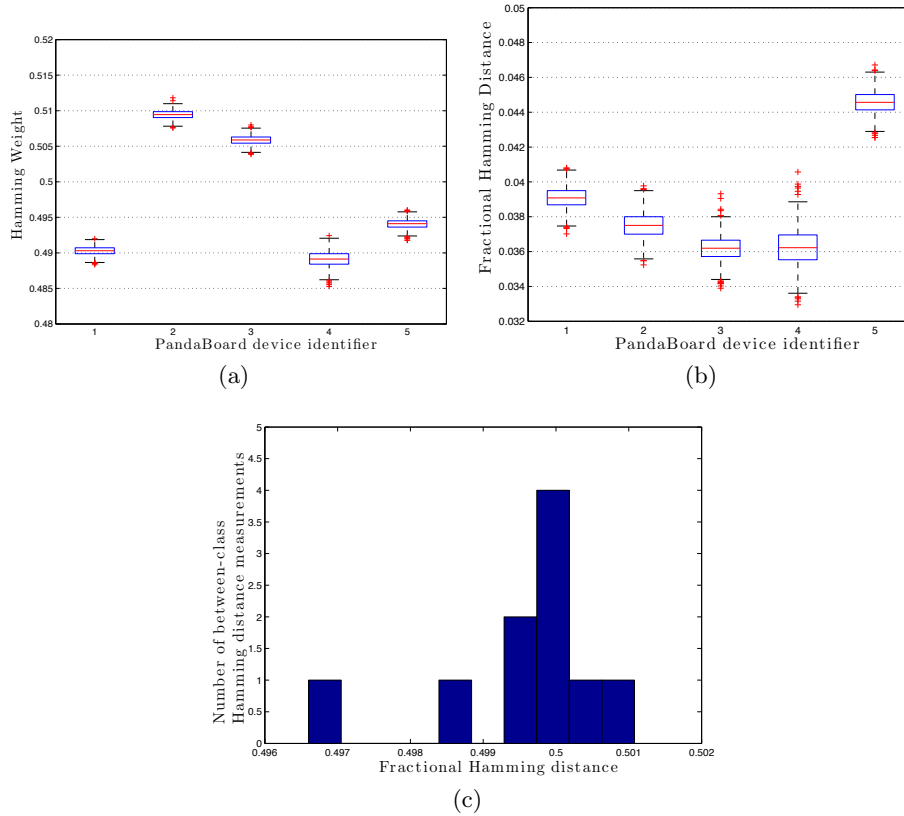 0.52
0.515
0.51
0.505
0.5
0.495
0.49
0.485
0.48
Hamming Weight
1 2 3 4 5
PandaBoard device identifier
(a)
0.05
0.048
0.046
0.044
0.042
0.04
0.038
0.036
0.034
0.032
Fractional Hamming Distance
1 2 3 4 5
PandaBoard device identifier
(b)
5
4.5
4
3.5
3
2.5
2
1.5
1
0.5
0
Number of between-class
Hamming distance measurements
0.496 0.497 0.498 0.499 0.5 0.501 0.502
Fractional Hamming distance
(c)